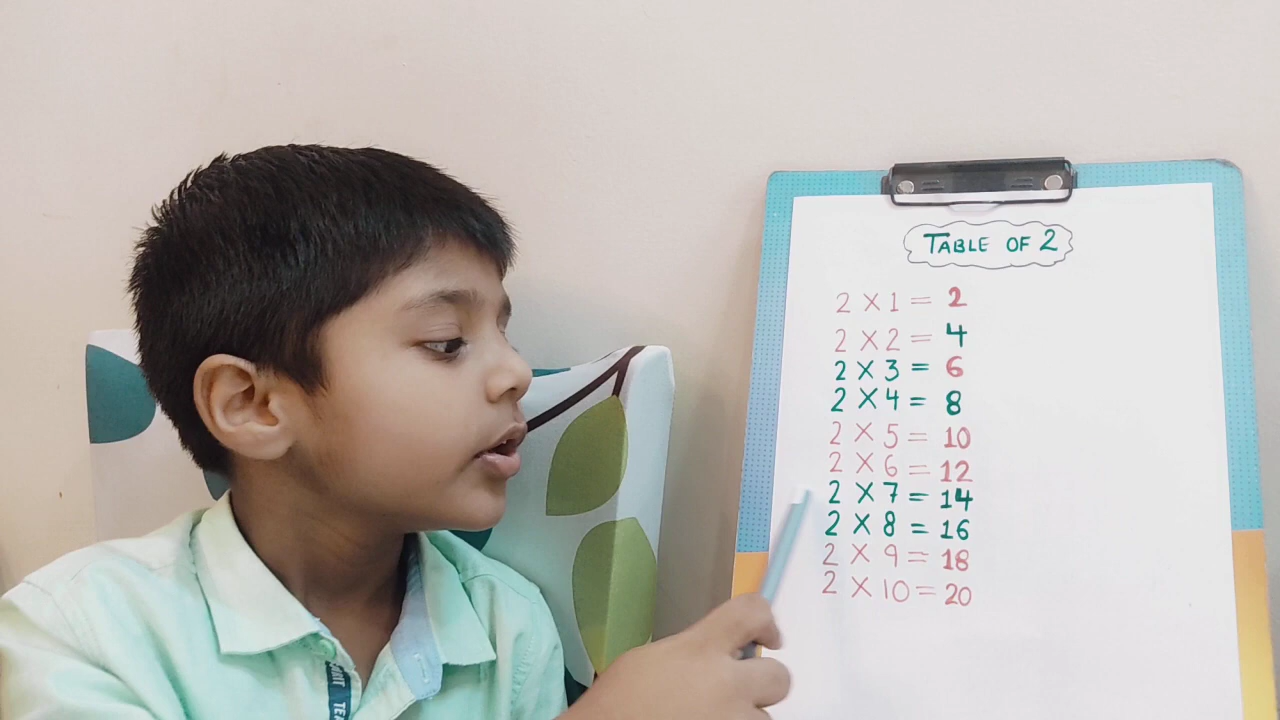 TABLE OF 2
2 X 1 = 2
2 X 2 = 4
2 X 3 = 6
2 X 4 = 8
2 X 5 = 10
2 X 6 = 12
2 X 7 = 14
2 X 8 = 16
2 X 9 = 18
2 X 10 = 20